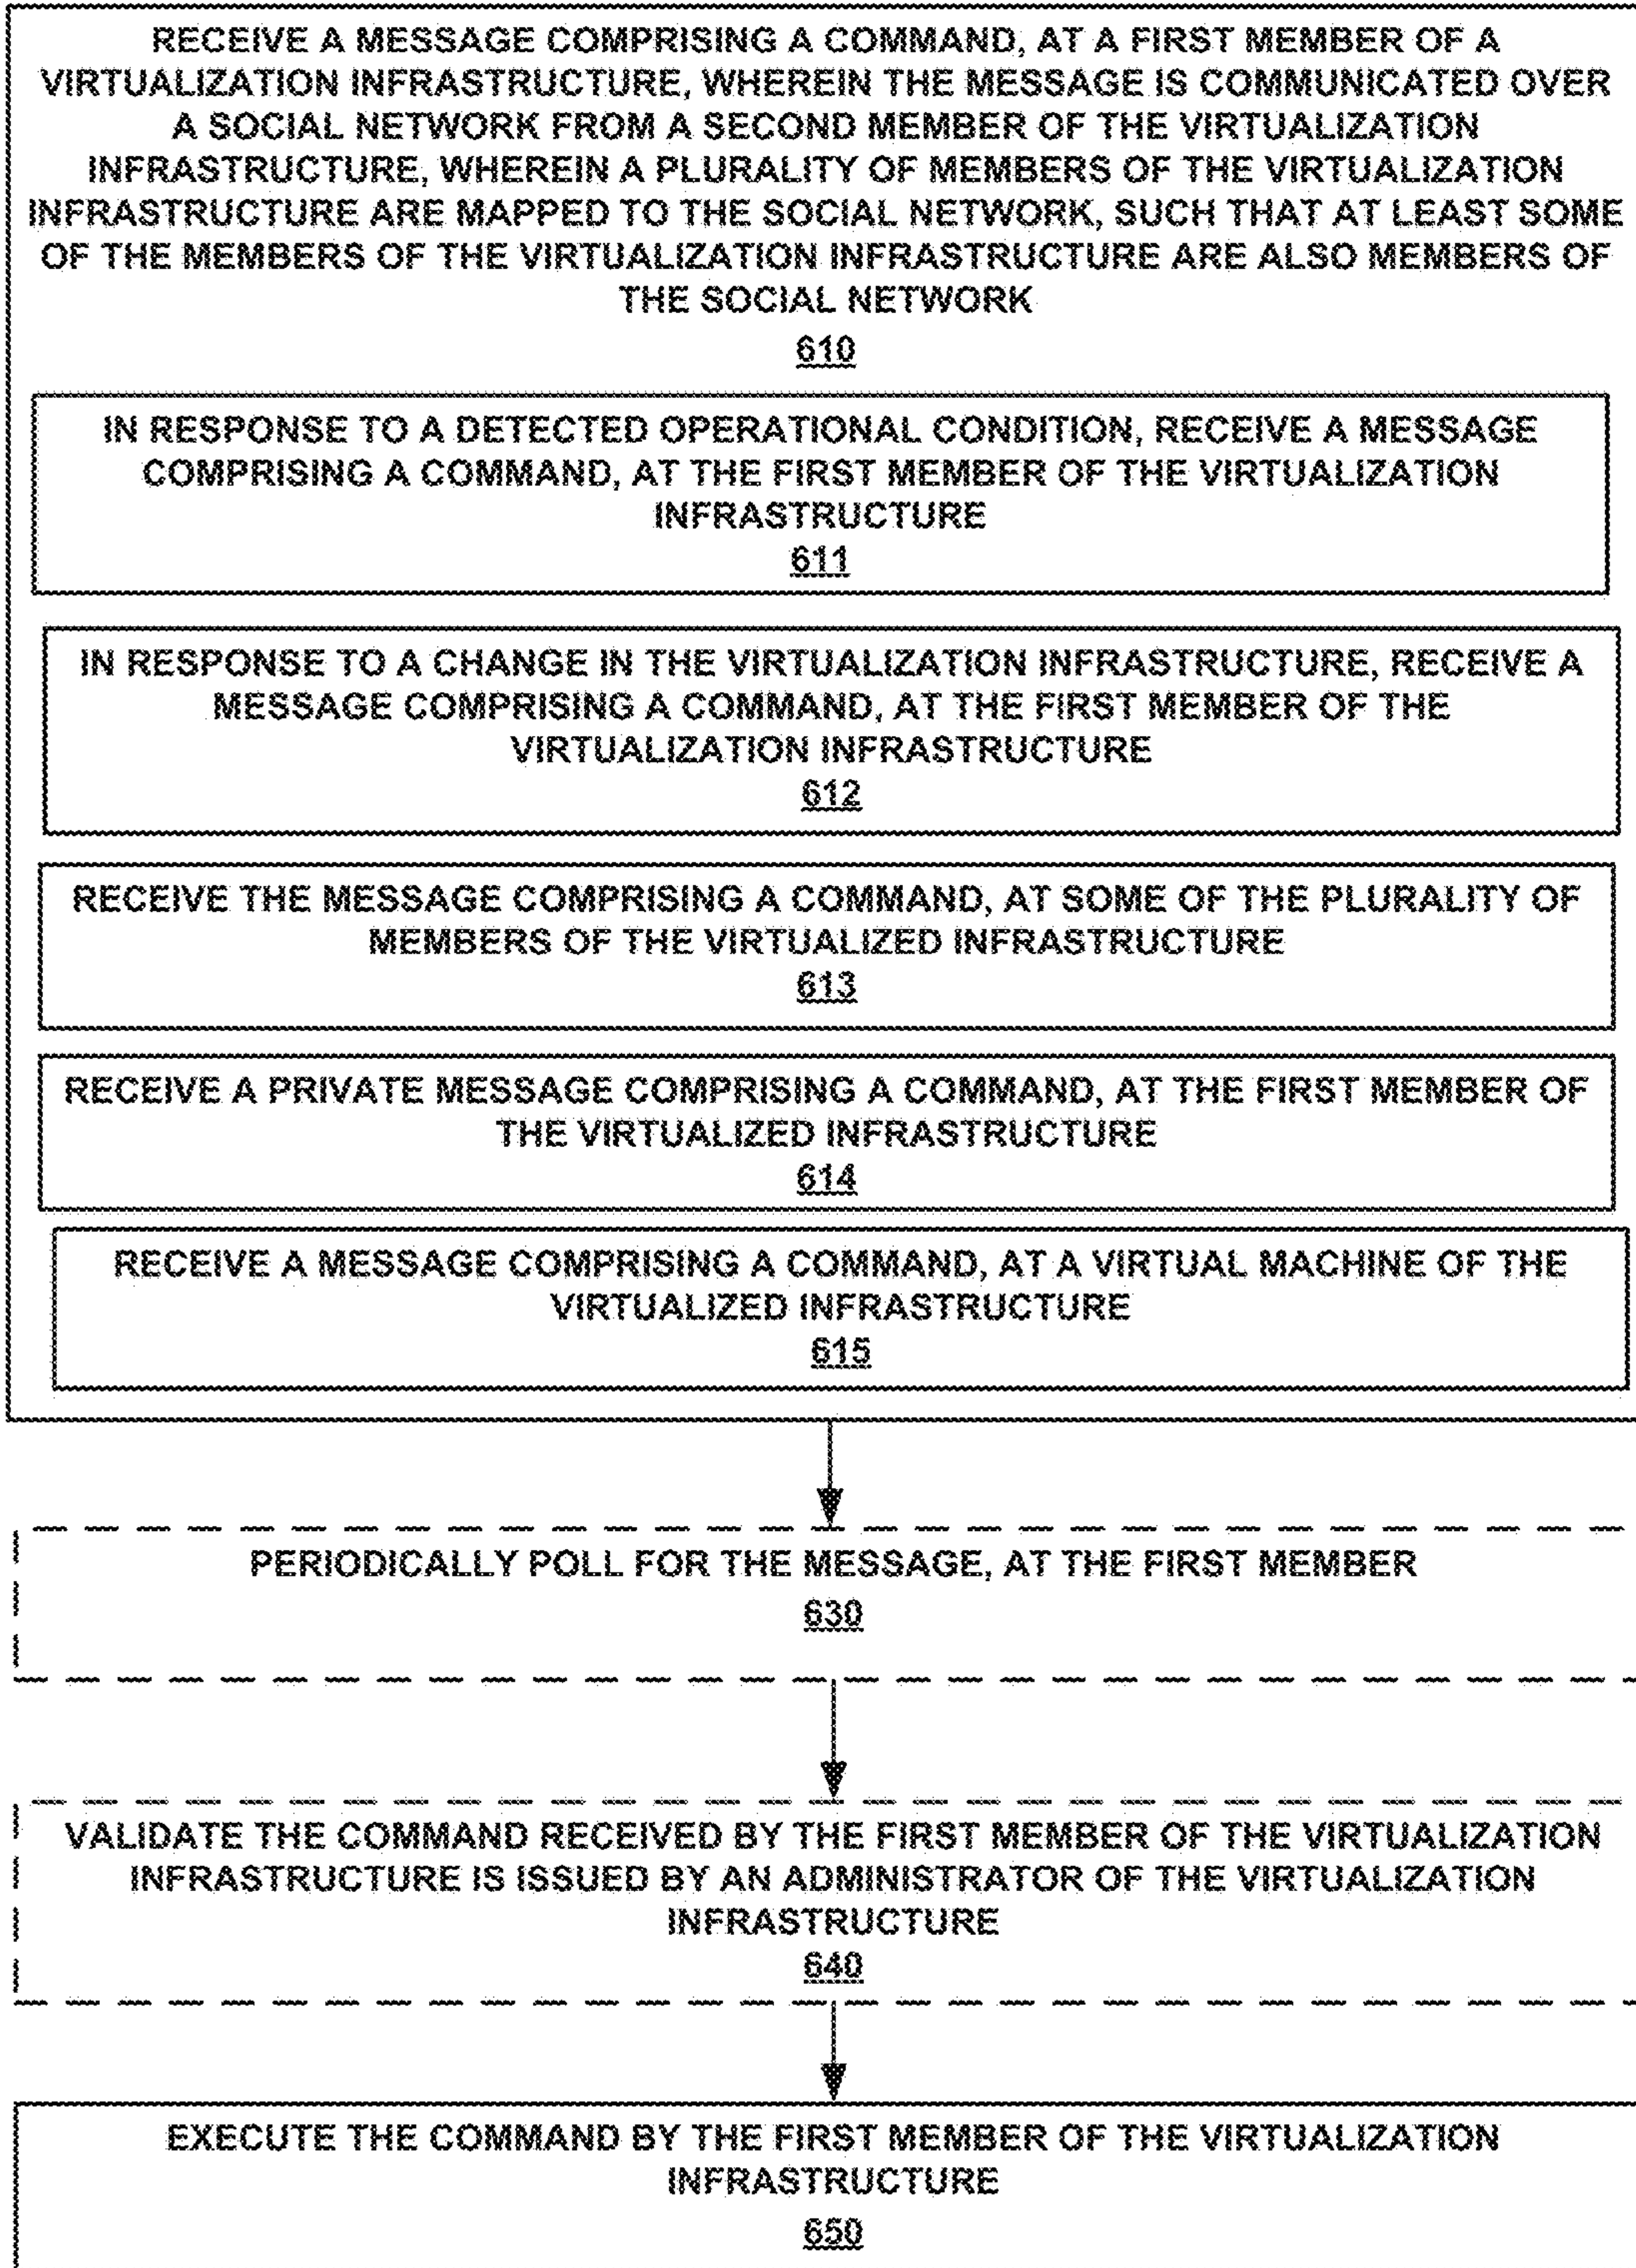 RECEIVE A MESSAGE COMPRISING A COMMAND, AT A FIRST MEMBER OF A
VIRTUALIZATION INFRASTRUCTURE, WHEREIN THE MESSAGE IS COMMUNICATED OVER
A SOCIAL NETWORK FROM A SECOND MEMBER OF THE VIRTUALIZATION
INFRASTRUCTURE, WHEREIN A PLURALITY OF MEMBERS OF THE VIRTUALIZATION
INFRASTRUCTURE ARE MAPPED TO THE SOCIAL NETWORK, SUCH THAT AT LEAST SOME
OF THE MEMBERS OF THE VIRTUALIZATION INFRASTRUCTURE ARE ALSO MEMBERS OF
THE SOCIAL NETWORK
610
IN RESPONSE TO A DETECTED OPERATIONAL CONDITION, RECEIVE A MESSAGE
COMPRISING A COMMAND, AT THE FIRST MEMBER OF THE VIRTUALIZATION
INFRASTRUCTURE
611
IN RESPONSE TO A CHANGE IN THE VIRTUALIZATION INFRASTRUCTURE, RECEIVE A
MESSAGE COMPRISING A COMMAND, AT THE FIRST MEMBER OF THE
VIRTUALIZATION INFRASTRUCTURE
612
RECEIVE THE MESSAGE COMPRISING A COMMAND, AT SOME OF THE PLURALITY OF
MEMBERS OF THE VIRTUALIZED INFRASTRUCTURE
613
RECEIVE A PRIVATE MESSAGE COMPRISING A COMMAND, AT THE FIRST MEMBER OF
THE VIRTUALIZED INFRASTRUCTURE
614
RECEIVE A MESSAGE COMPRISING A COMMAND, AT A VIRTUAL MACHINE OF THE
VIRTUALIZED INFRASTRUCTURE
615
PERIODICALLY POLL FOR THE MESSAGE, AT THE FIRST MEMBER
630
VALIDATE THE COMMAND RECEIVED BY THE FIRST MEMBER OF THE VIRTUALIZATION
INFRASTRUCTURE IS ISSUED BY AN ADMINISTRATOR OF THE VIRTUALIZATION
INFRASTRUCTURE
640
EXECUTE THE COMMAND BY THE FIRST MEMBER OF THE VIRTUALIZATION
INFRASTRUCTURE
650